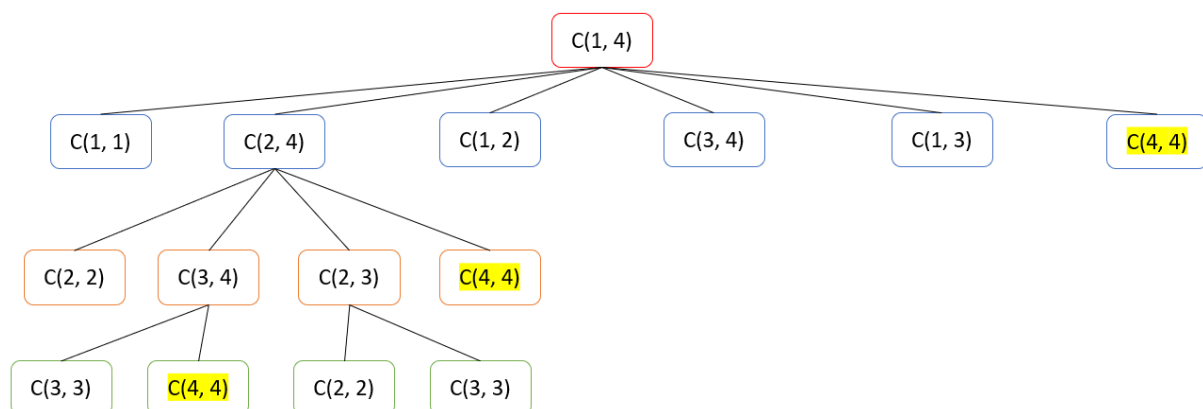 C(1, 4)
C(1, 1)
C(2, 4)
C(1, 2)
C(3, 4)
C(1, 3)
C(4, 4)
C(2, 2)
C(3, 4)
C(2, 3)
C(4, 4)
C(3, 3)
C(4, 4)
C(2, 2)
C(3, 3)